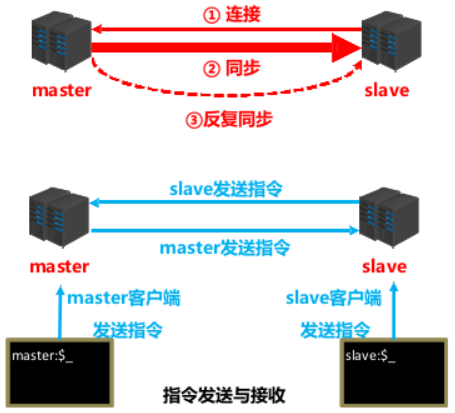 ① 连接
② 同步
master
slave
③反复同步
slave发送指令
master发送指令
master
slave
master客户端
发送指令
slave客户端
发送指令
master:$_
slave:$_
指令发送与接收